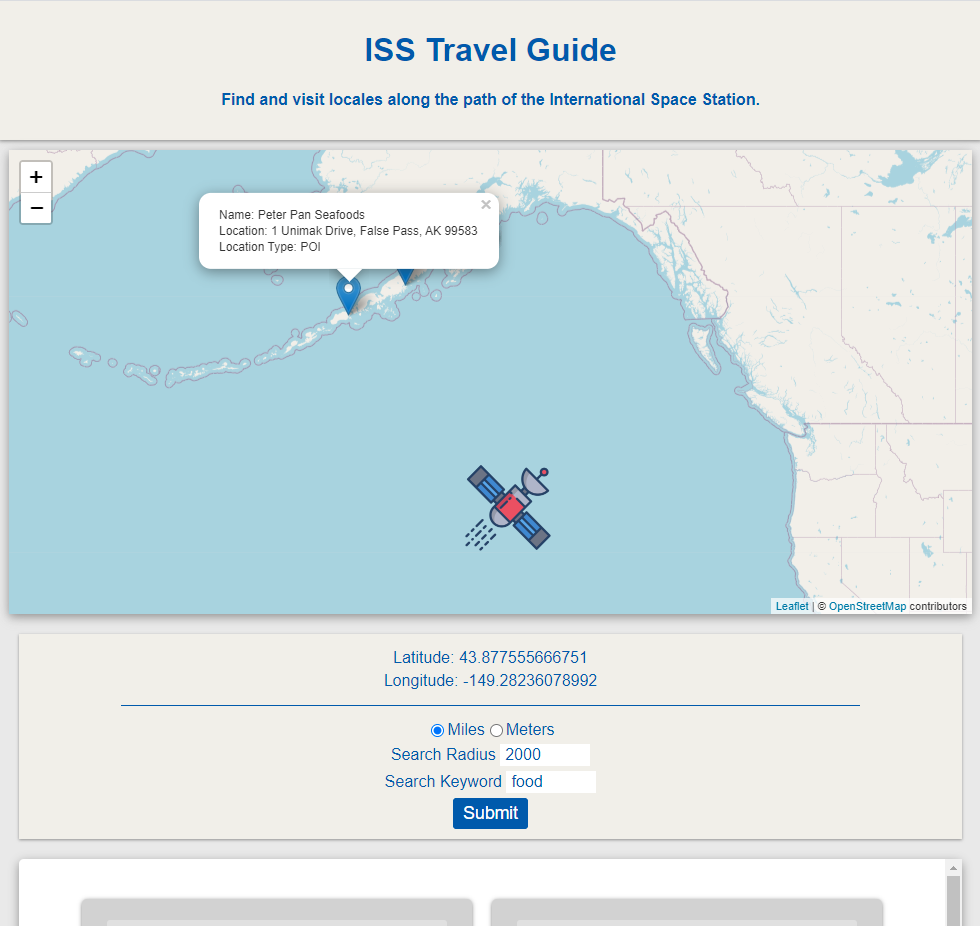 ISS Travel Guide
Find and visit locales along the path of the International Space Station.
+
−
×
Name: Peter Pan Seafoods
Location: 1 Unimak Drive, False Pass, AK 99583
Location Type: POI
Leaflet | © OpenStreetMap contributors
Latitude: 43.877555666751
Longitude: -149.28236078992
Miles Meters
Search Radius 2000
Search Keyword food
Submit